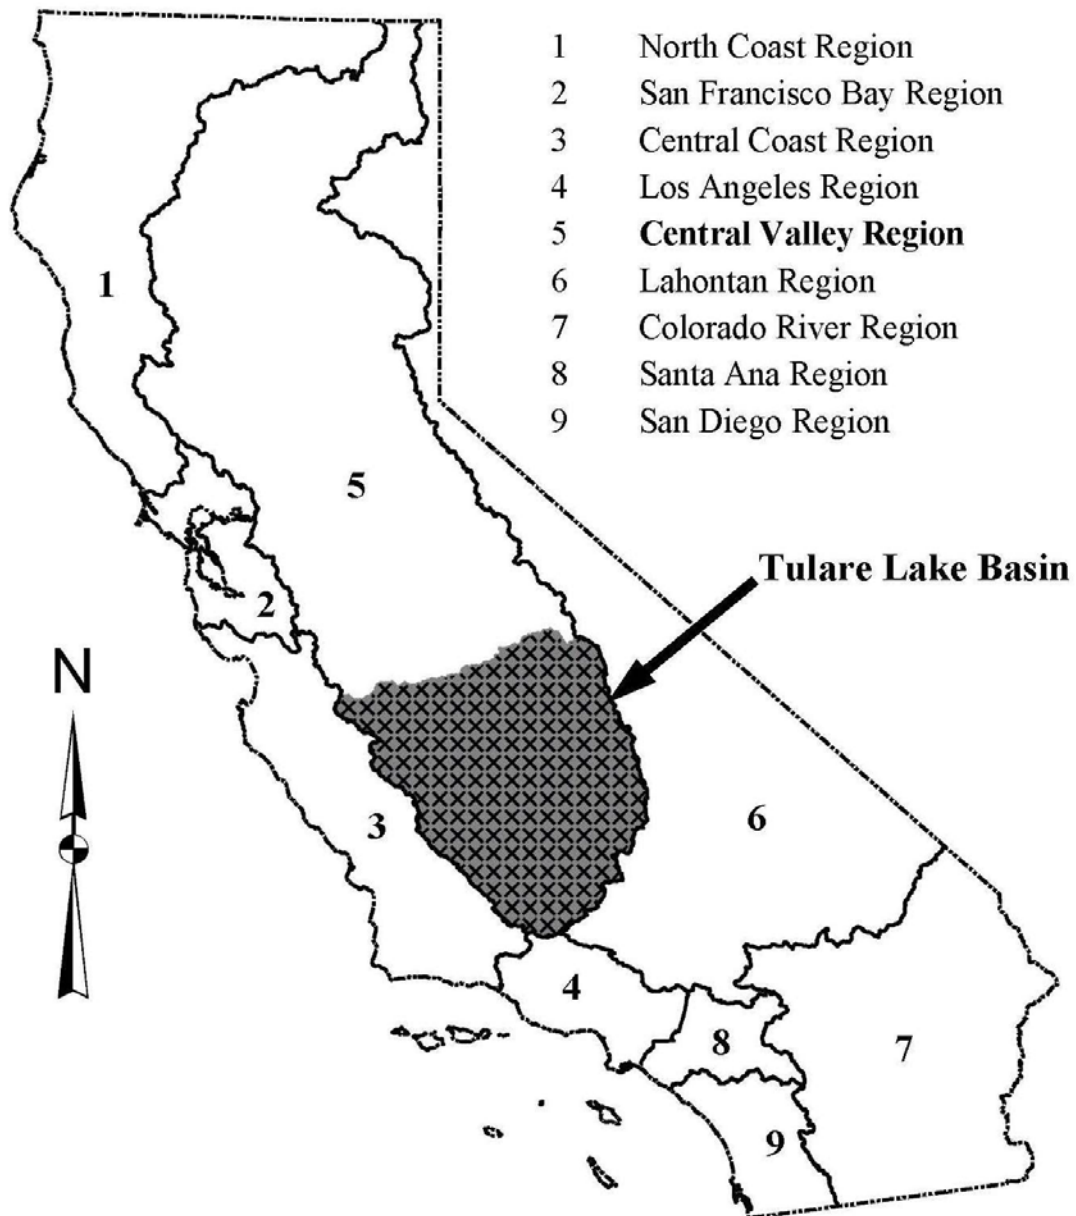 1 North Coast Region
2 San Francisco Bay Region
3 Central Coast Region
4 Los Angeles Region
5 Central Valley Region
6 Lahontan Region
7 Colorado River Region
8 Santa Ana Region
9 San Diego Region
1
5
Tulare Lake Basin
2
N
3
6
4
8
7
9